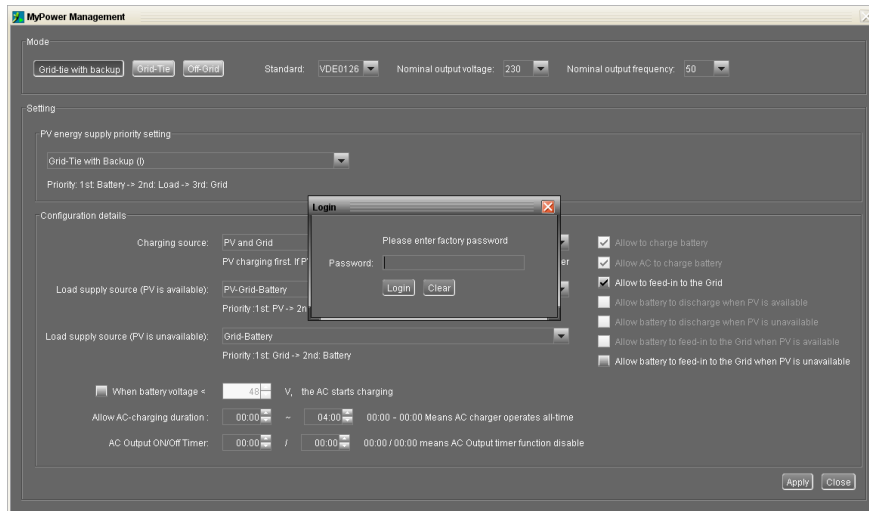 MyPower Management
Mode
Grid-tie with backup Grid-Tie Off-Grid Standard: VDE0126 Nominal output voltage: 230 Nominal output frequency: 50
Setting
PV energy supply priority setting
Grid-Tie with Backup (I)
Priority: 1st: Battery -> 2nd: Load -> 3rd: Grid
Configuration details
Charging source: PV and Grid
PV charging first. If P
er
Load supply source (PV is available): PV-Grid-Battery
Priority :1st: PV -> 2n
Load supply source (PV is unavailable): Grid-Battery
Priority :1st: Grid -> 2nd: Battery
Login
Please enter factory password
Password:
Login Clear
Allow to charge battery
Allow AC to charge battery
Allow to feed-in to the Grid
Allow battery to discharge when PV is available
Allow battery to discharge when PV is unavailable
Allow battery to feed-in to the Grid when PV is available
Allow battery to feed-in to the Grid when PV is unavailable
When battery voltage < 48 V, the AC starts charging
Allow AC-charging duration : 00:00 ~ 04:00 00:00 - 00:00 Means AC charger operates all-time
AC Output ON/Off Timer: 00:00 / 00:00 00:00 / 00:00 means AC Output timer function disable
Apply Close